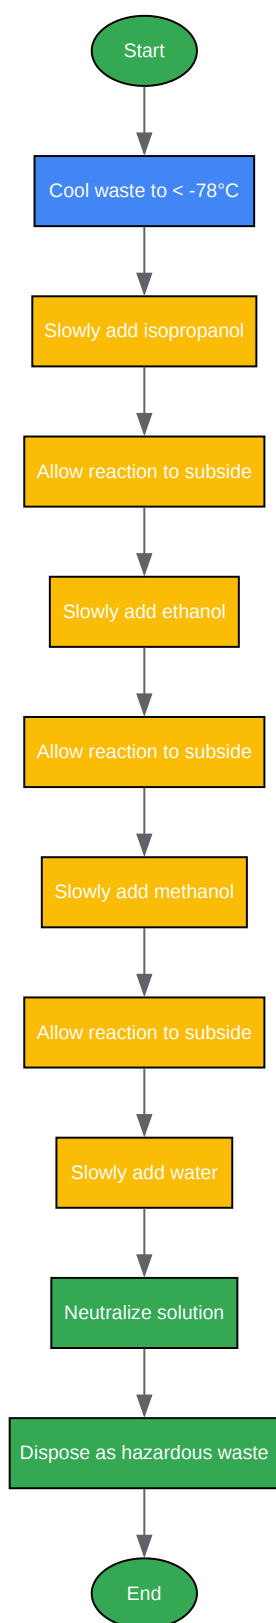 Start
Cool waste to < -78°C
Slowly add isopropanol
Allow reaction to subside
Slowly add ethanol
Allow reaction to subside
Slowly add methanol
Allow reaction to subside
Slowly add water
Neutralize solution
Dispose as hazardous waste
End